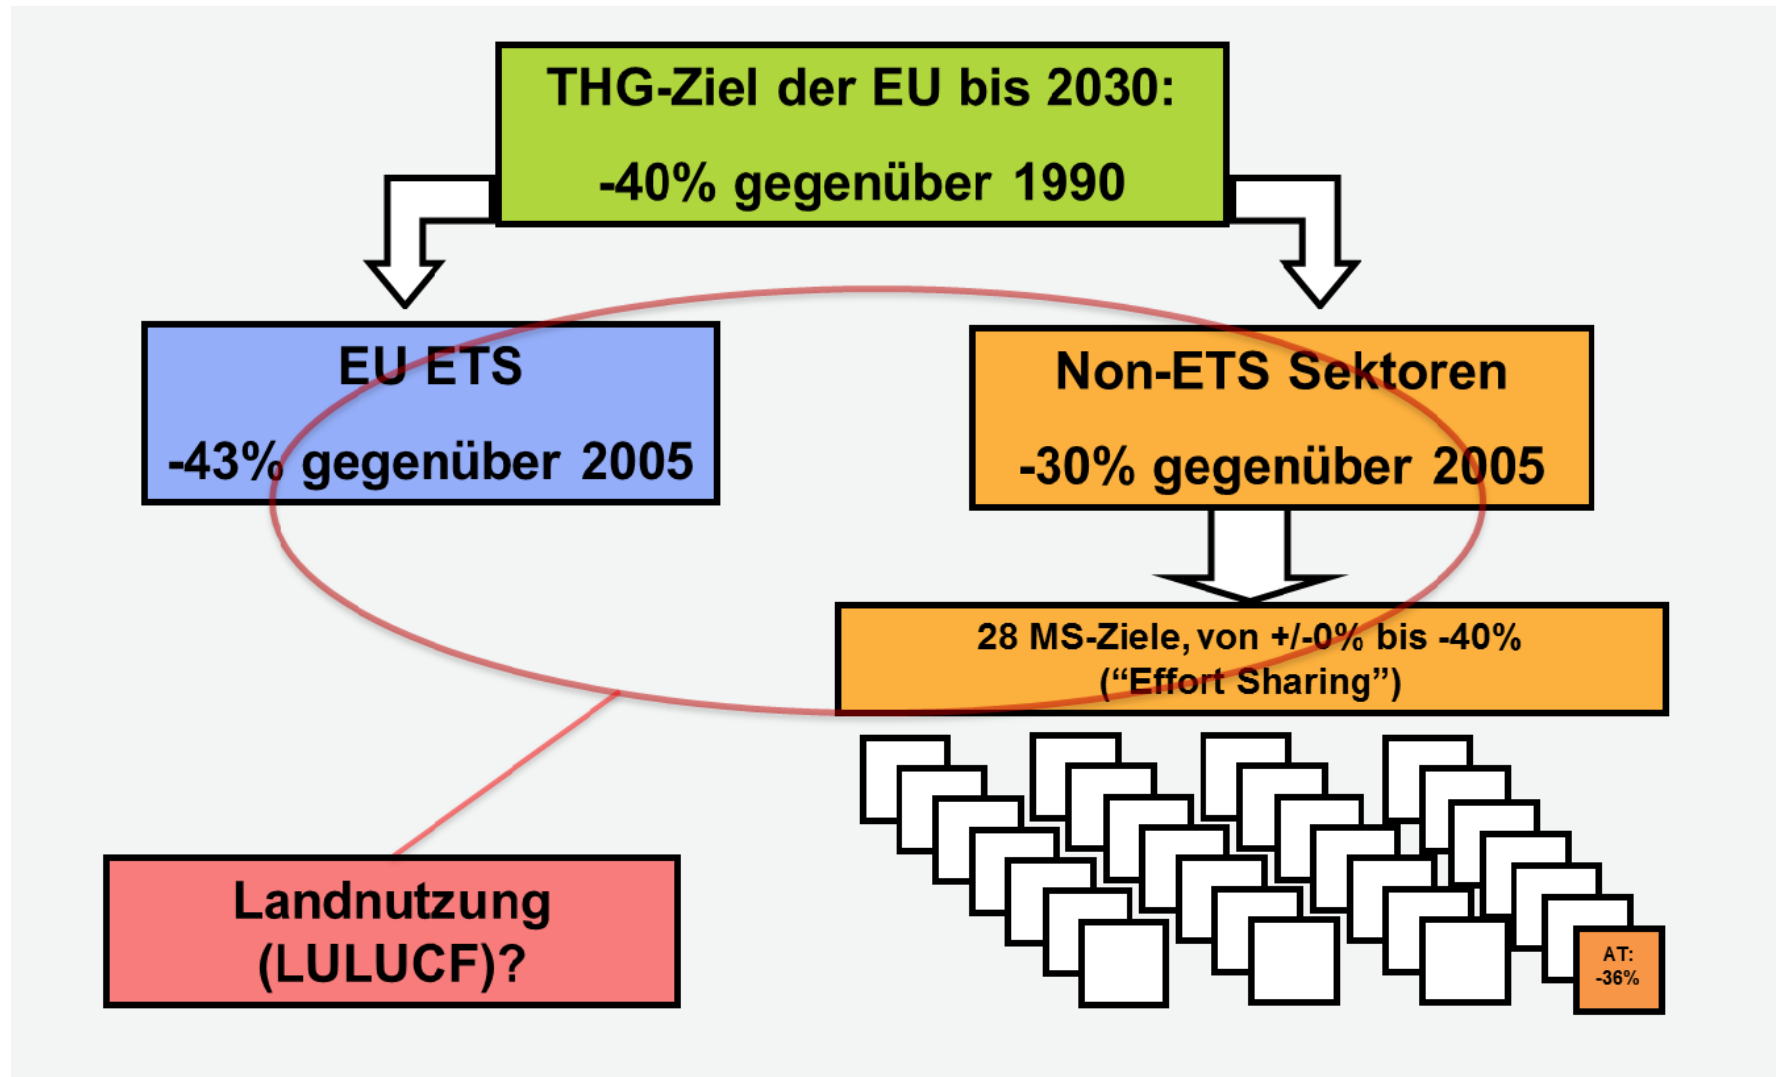 THG-Ziel der EU bis 2030:
-40% gegenüber 1990
EU ETS
-43% gegenüber 2005
Non-ETS Sektoren
-30% gegenüber 2005
28 MS-Ziele, von +/-0% bis -40%
(“Effort Sharing”)
Landnutzung
(LULUCF)?
AT:
-36%